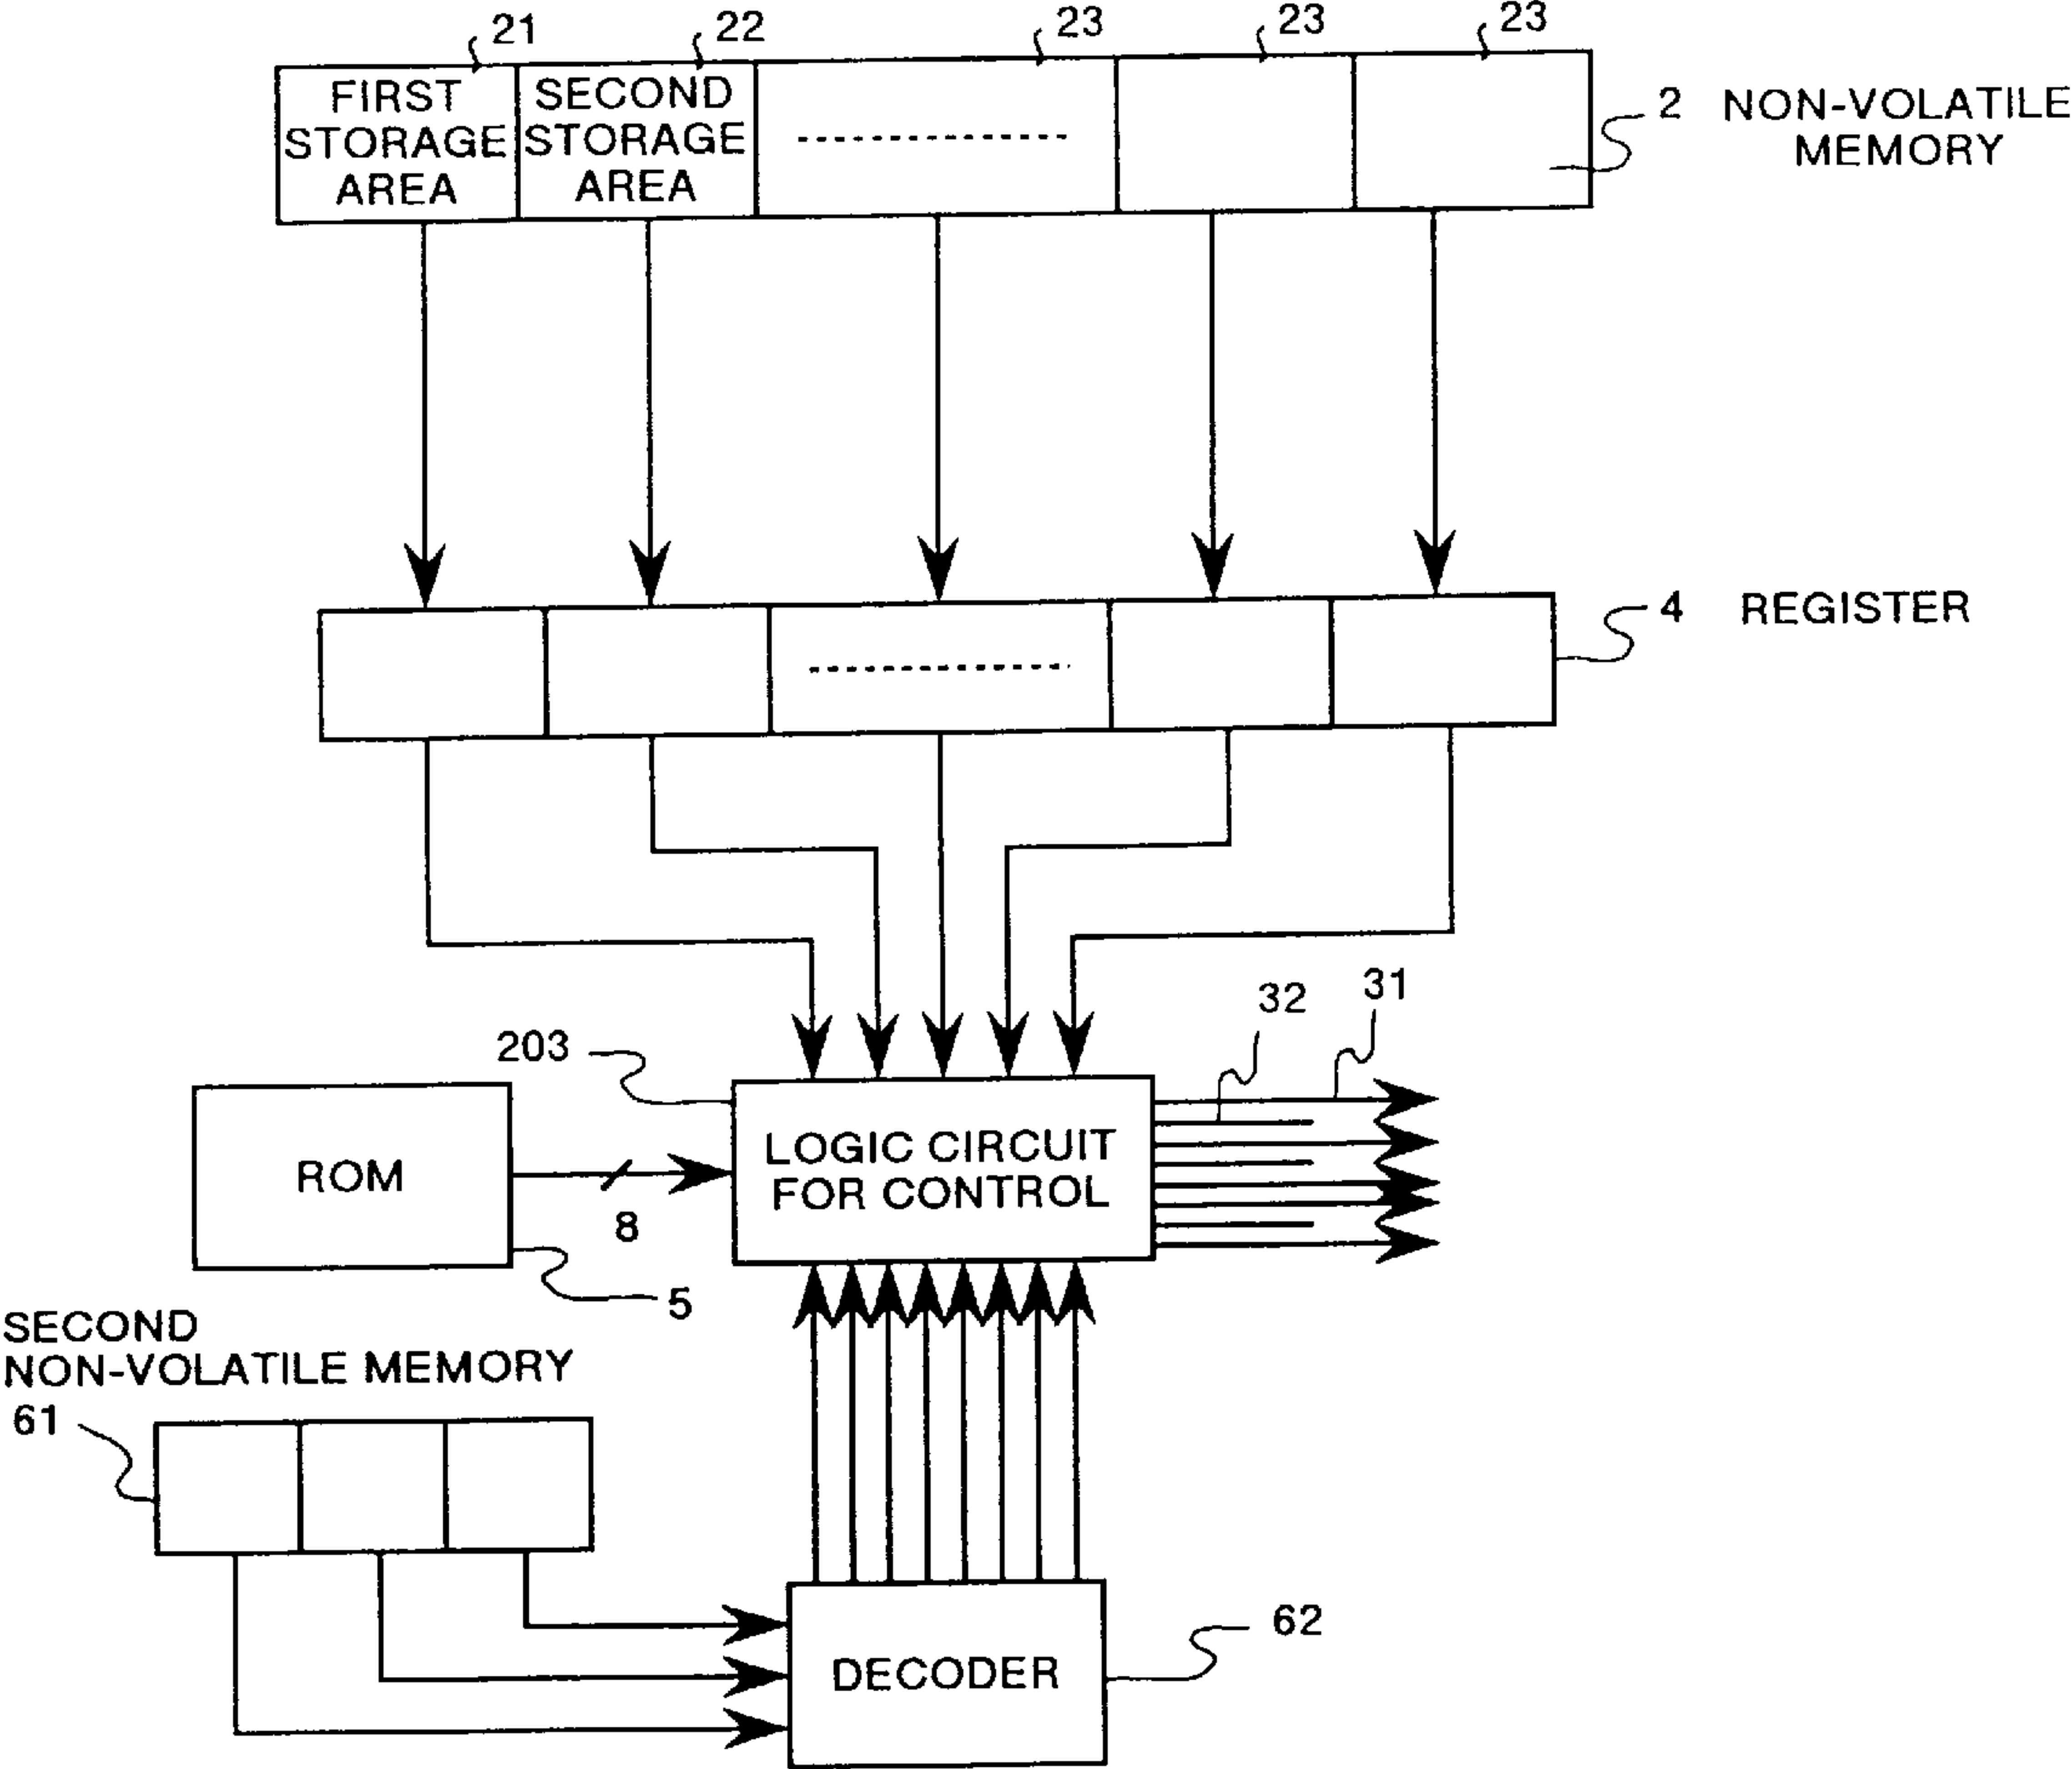 21
22
23
23
23
FIRST
STORAGE
AREA
SECOND
STORAGE
AREA
2 NON-VOLATILE
MEMORY
4 REGISTER
32
31
203
LOGIC CIRCUIT
FOR CONTROL
ROM
8
5
SECOND
NON-VOLATILE MEMORY
61
62
DECODER